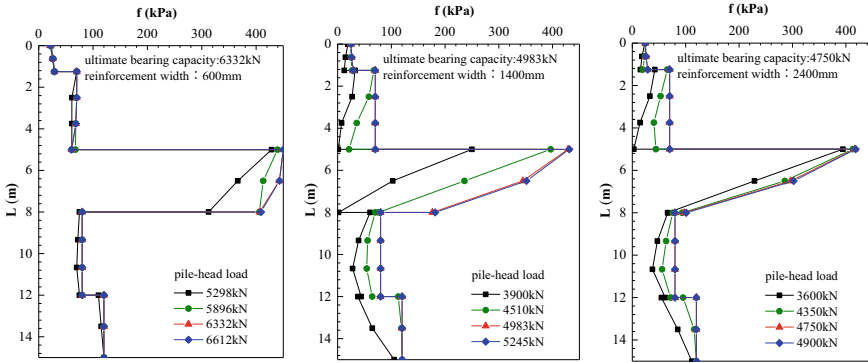 f (kPa)
0 100 200 300 400
ultimate bearing capacity:6332kN
reinforcement width：600mm
L (m)
0
2
4
6
8
10
12
14
pile-head load
5298kN
5896kN
6332kN
6612kN
f (kPa)
0 100 200 300 400
ultimate bearing capacity:4983kN
reinforcement width：1400mm
L (m)
0
2
4
6
8
10
12
14
pile-head load
3900kN
4510kN
4983kN
5245kN
f (kPa)
0 100 200 300 400
ultimate bearing capacity:4750kN
reinforcement width：2400mm
L (m)
0
2
4
6
8
10
12
14
pile-head load
3600kN
4350kN
4750kN
4900kN